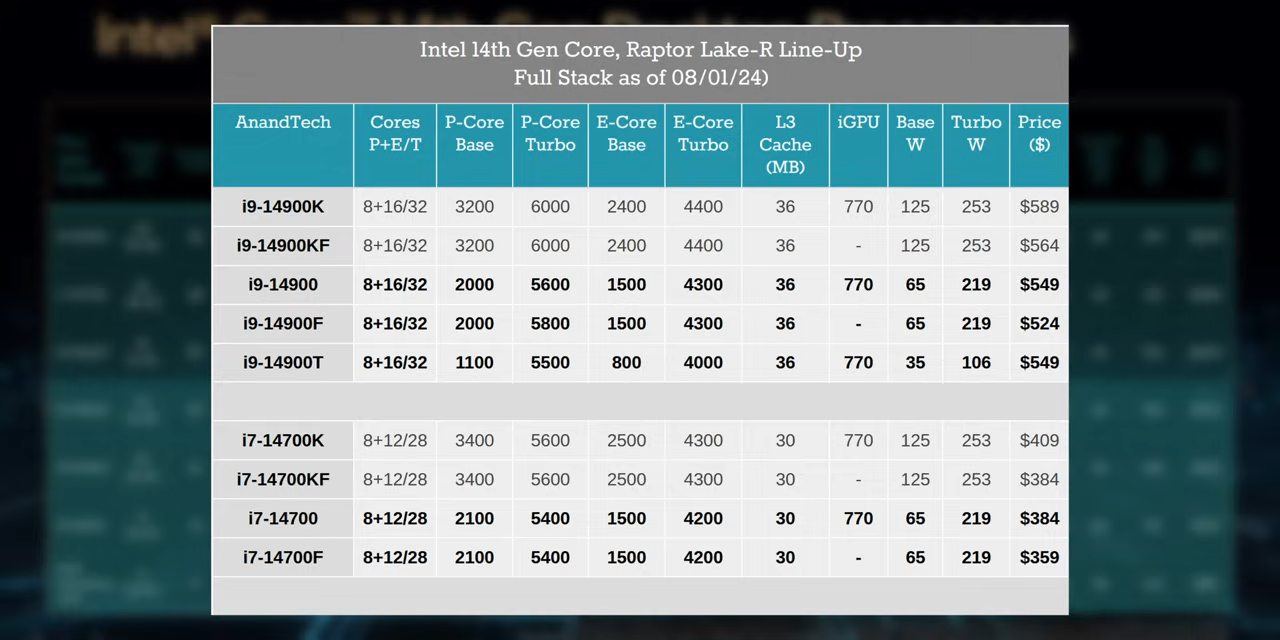 Intel 14th Gen Core, Raptor Lake-R Line-Up
Full Stack as of 08/01/24)
AnandTech Cores P+E/T P-Core Base P-Core Turbo E-Core Base E-Core Turbo L3 Cache (MB) iGPU Base W Turbo W Price ($)
i9-14900K 8+16/32 3200 6000 2400 4400 36 770 125 253 $589
i9-14900KF 8+16/32 3200 6000 2400 4400 36 - 125 253 $564
i9-14900 8+16/32 2000 5600 1500 4300 36 770 65 219 $549
i9-14900F 8+16/32 2000 5800 1500 4300 36 - 65 219 $524
i9-14900T 8+16/32 1100 5500 800 4000 36 770 35 106 $549
i7-14700K 8+12/28 3400 5600 2500 4300 30 770 125 253 $409
i7-14700KF 8+12/28 3400 5600 2500 4300 30 - 125 253 $384
i7-14700 8+12/28 2100 5400 1500 4200 30 770 65 219 $384
i7-14700F 8+12/28 2100 5400 1500 4200 30 - 65 219 $359